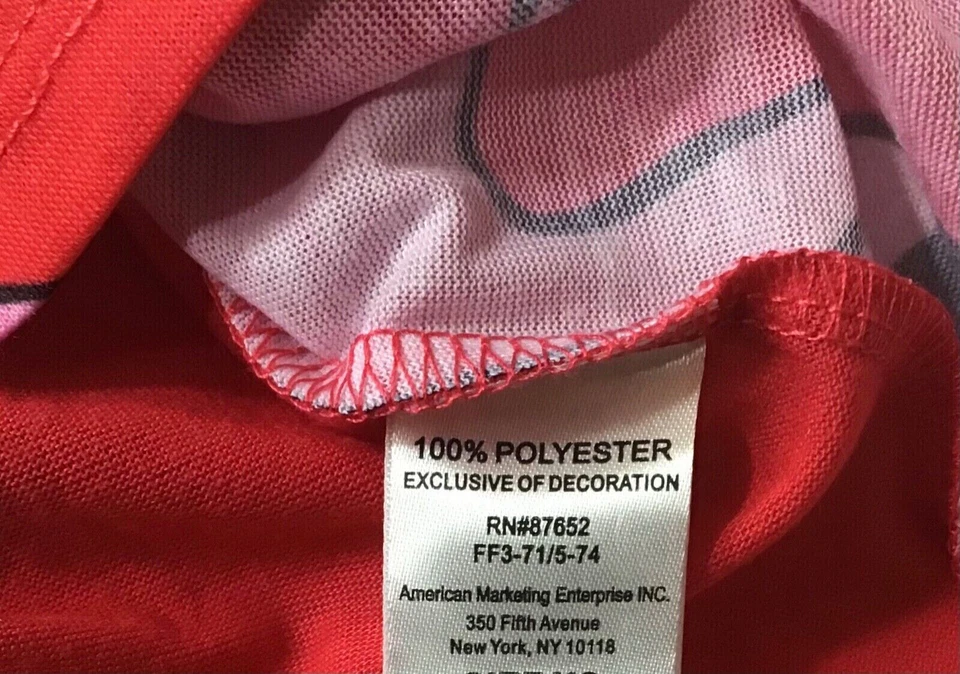 100% POLYESTER
EXCLUSIVE OF DECORATION
RN#87652
FF3-71/5-74
American Marketing Enterprise INC.
350 Fifth Avenue
New York, NY 10118